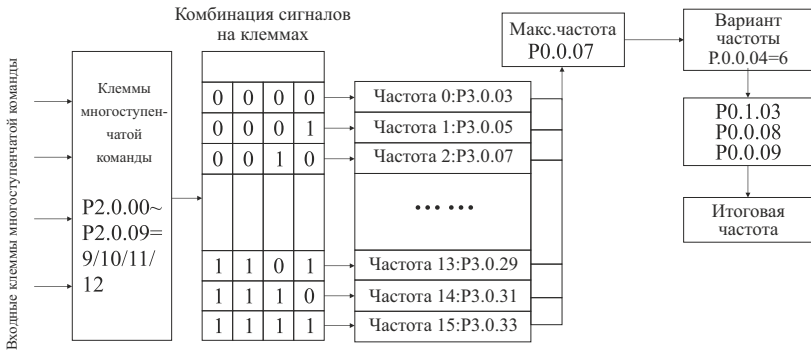 Входные клеммы многоступенчатой команды
Клеммы
многоступен-
чатой
команды
P2.0.00~
P2.0.09=
9/10/11/
12
Комбинация сигналов
на клеммах
0 0 0 0
0 0 0 1
0 0 1 0
1 1 0 1
1 1 1 0
1 1 1 1
Частота 0:P3.0.03
Частота 1:P3.0.05
Частота 2:P3.0.07
... ...
Частота 13:P3.0.29
Частота 14:P3.0.31
Частота 15:P3.0.33
Макс.частота
P0.0.07
Вариант
частоты
P.0.0.04=6
P0.1.03
P0.0.08
P0.0.09
Итоговая
частота